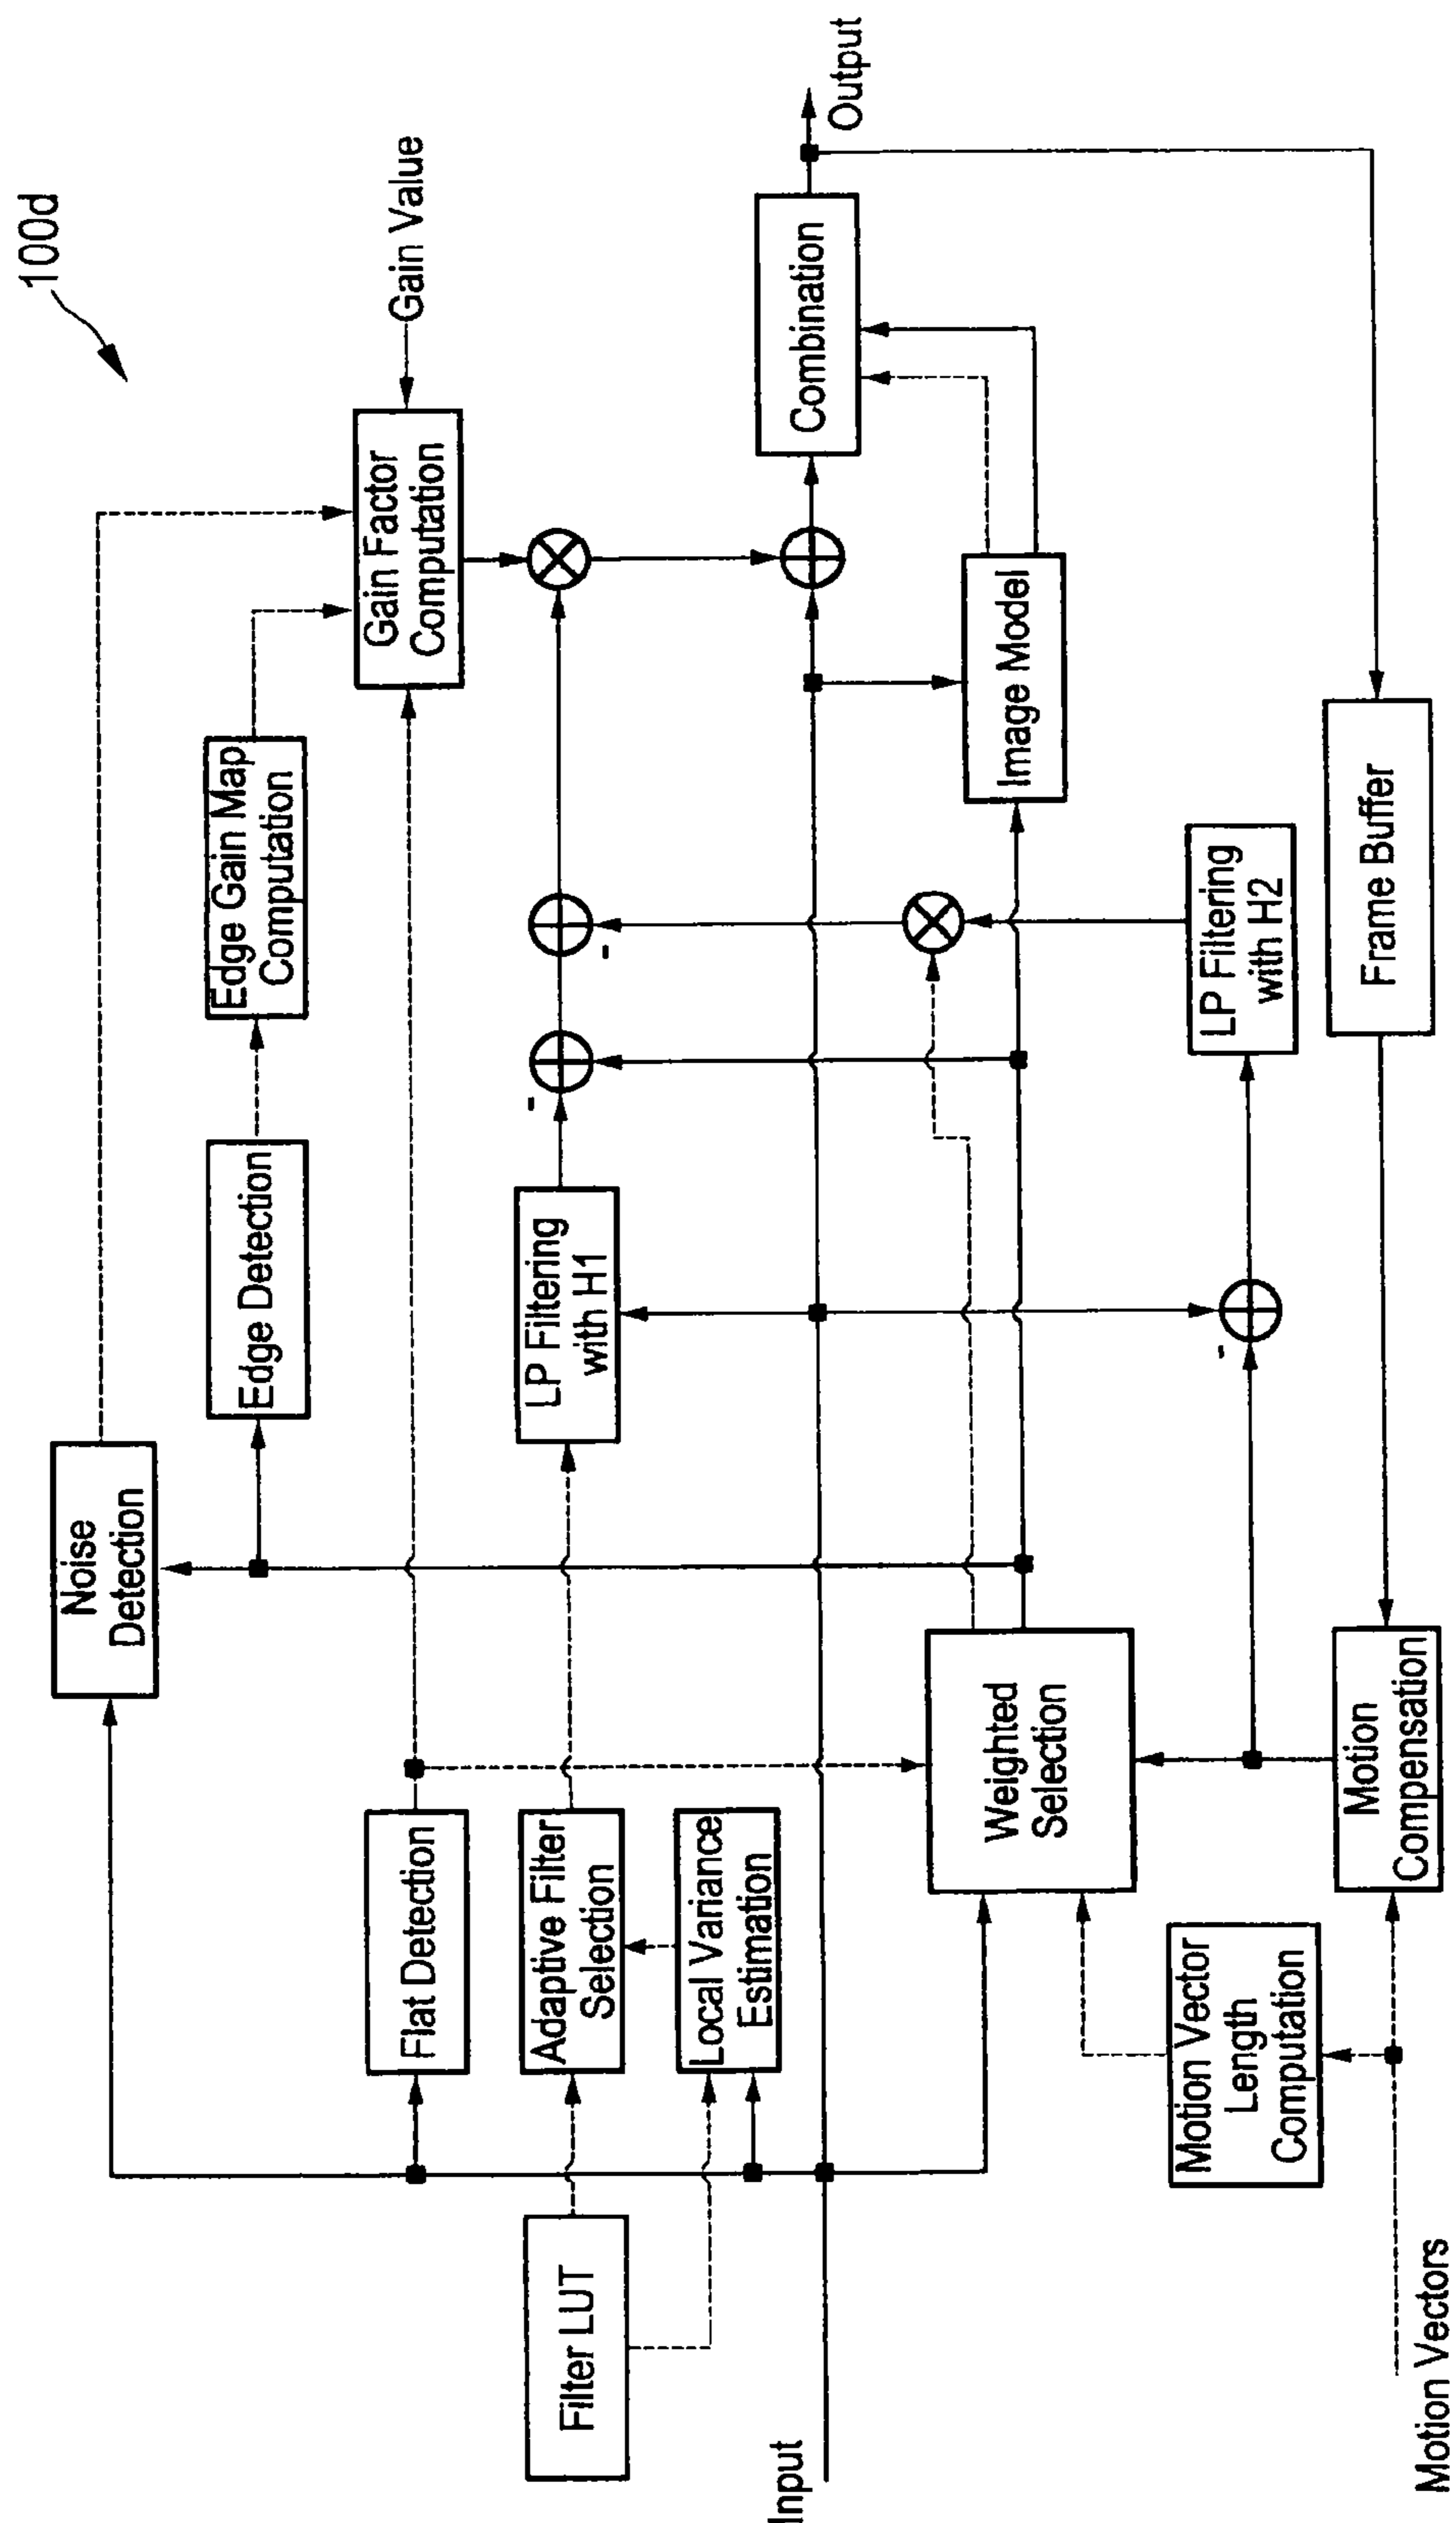 100d
Noise
Detection
Edge Detection
Edge Gain Map
Computation
Gain Value
Flat Detection
Gain Factor
Computation
Filter LUT
Adaptive Filter
Selection
LP Filtering
with H1
-
-
Local Variance
Estimation
Input
Combination
Output
Weighted
Selection
Image Model
Motion Vector
Length
Computation
-
LP Filtering
with H2
Motion Vectors
Motion
Compensation
Frame Buffer